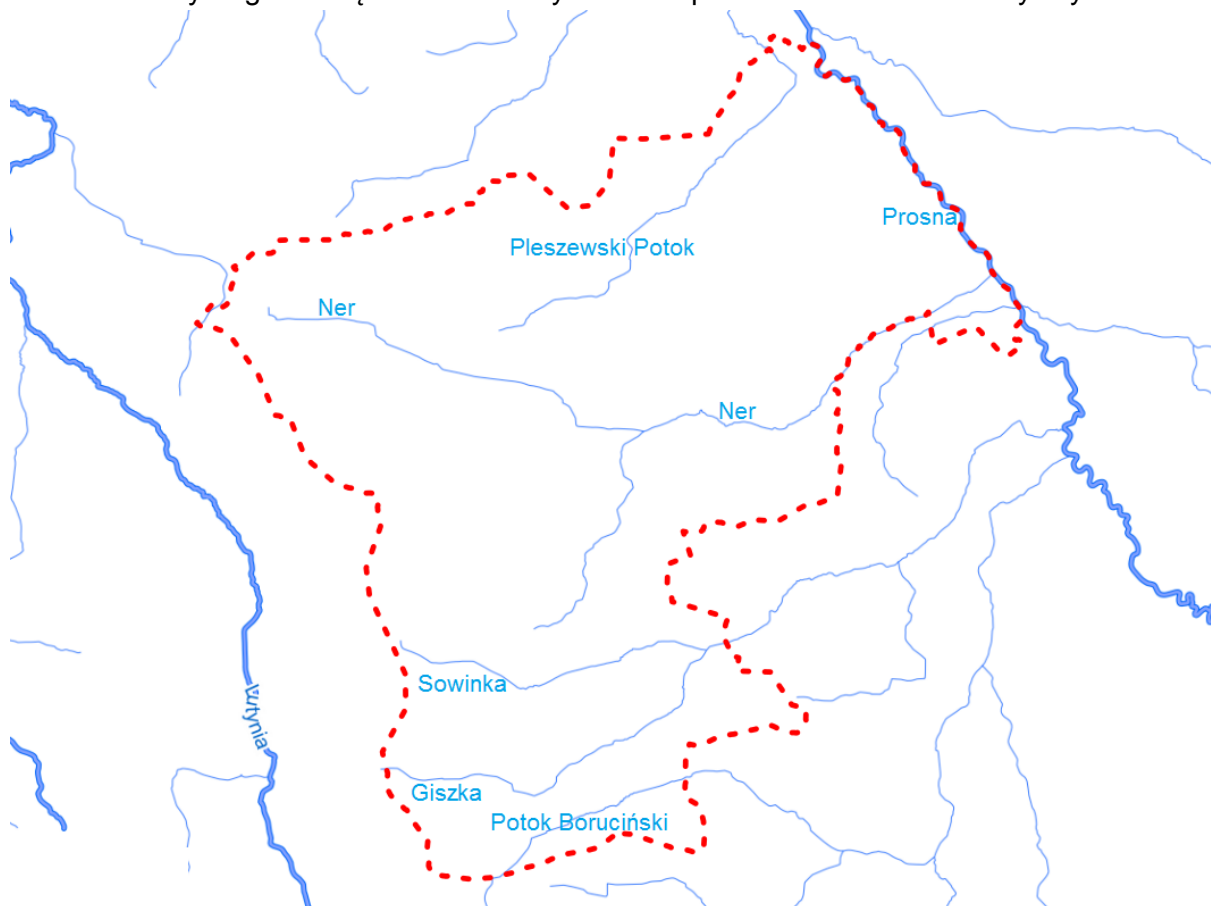 Prosna
Pleszewski Potok
Ner
Ner
Sowinka
Lutynia
Giszka
Potok Boruciński